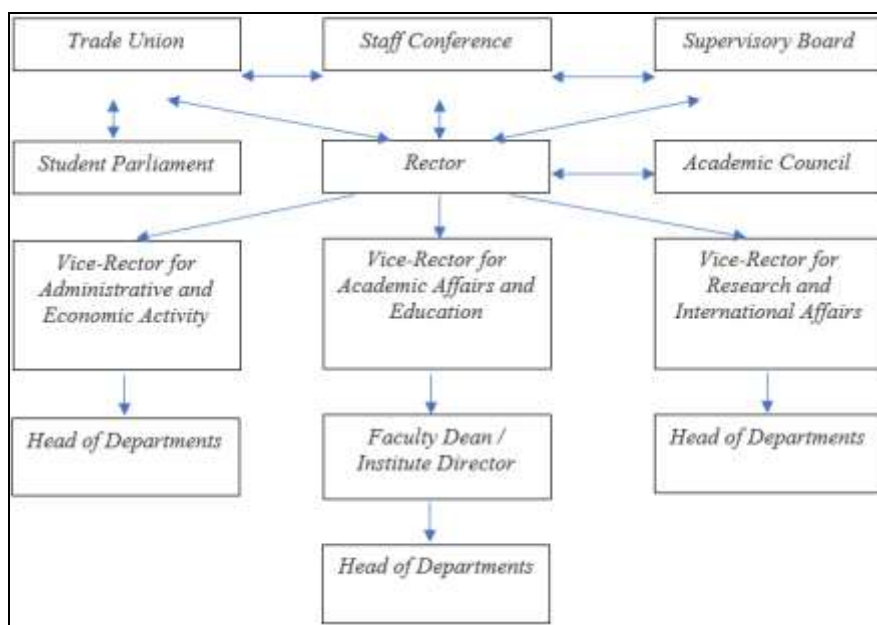 Trade Union
Staff Conference
Supervisory Board
Student Parliament
Rector
Academic Council
Vice-Rector for
Administrative and
Economic Activity
Vice-Rector for
Academic Affairs and
Education
Vice-Rector for
Research and
International Affairs
Head of Departments
Faculty Dean /
Institute Director
Head of Departments
Head of Departments